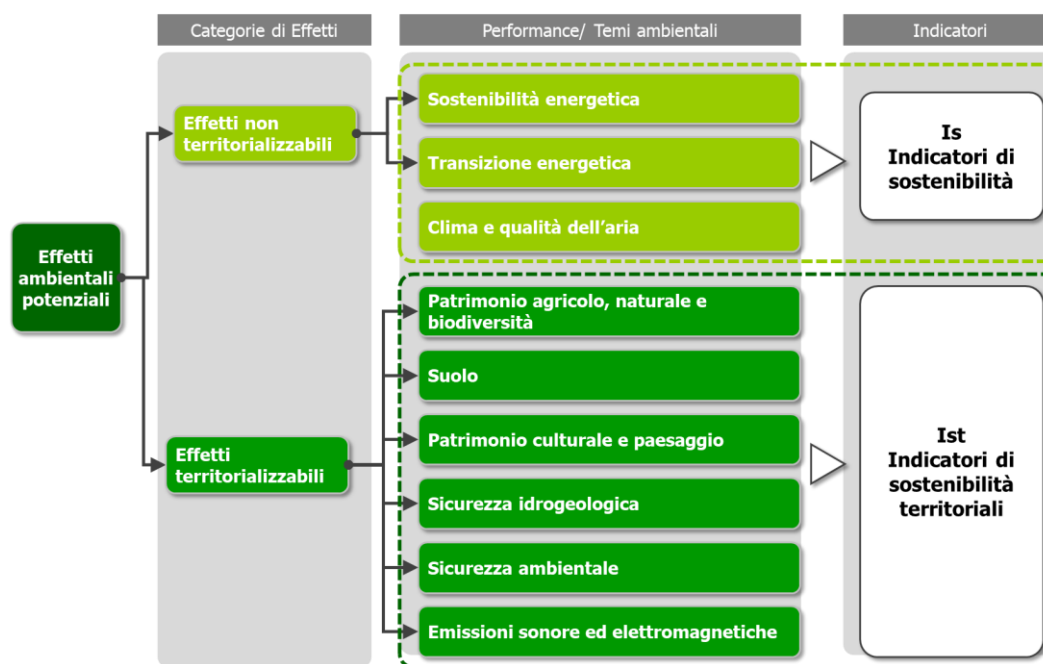 Categorie di Effetti
Performance/ Temi ambientali
Indicatori
Effetti
ambientali
potenziali
Effetti non
territorializzabili
Sostenibilità energetica
Transizione energetica
Clima e qualità dell’aria
Is
Indicatori di
sostenibilità
Effetti
territorializzabili
Patrimonio agricolo, naturale e
biodiversità
Suolo
Patrimonio culturale e paesaggio
Sicurezza idrogeologica
Sicurezza ambientale
Emissioni sonore ed elettromagnetiche
Ist
Indicatori di
sostenibilità
territoriali